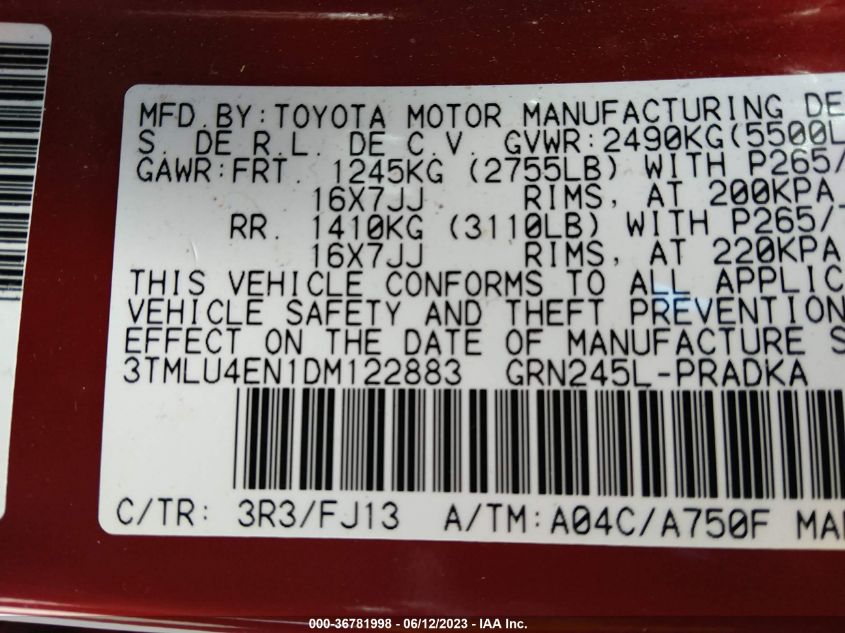 MFD. BY: TOYOTA MOTOR MANUFACTURING DE
S. DE R.L. DE C.V. GVWR: 2490KG(5500L
GAWR: FRT. 1245KG (2755LB) WITH P265/
16X7JJ RIMS, AT 200KPA
RR. 1410KG (3110LB) WITH P265/
16X7JJ RIMS, AT 220KPA
THIS VEHICLE CONFORMS TO ALL APPLIC
VEHICLE SAFETY AND THEFT PREVENTION
EFFECT ON THE DATE OF MANUFACTURE S
3TMLU4EN1DM122883 GRN245L-PRADKA
C/TR: 3R3/FJ13 A/TM: A04C/A750F MAD
000-36781998 - 06/12/2023 - IAA Inc.